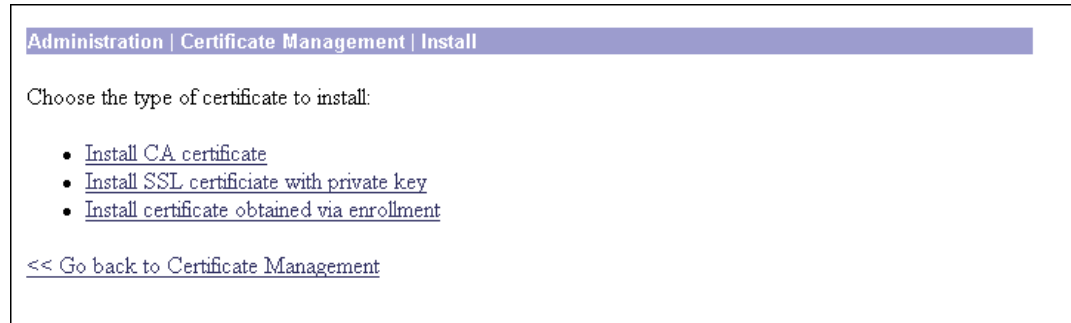 Administration | Certificate Management | Install
Choose the type of certificate to install:
Install CA certificate
Install SSL certificiate with private key
Install certificate obtained via enrollment
<< Go back to Certificate Management